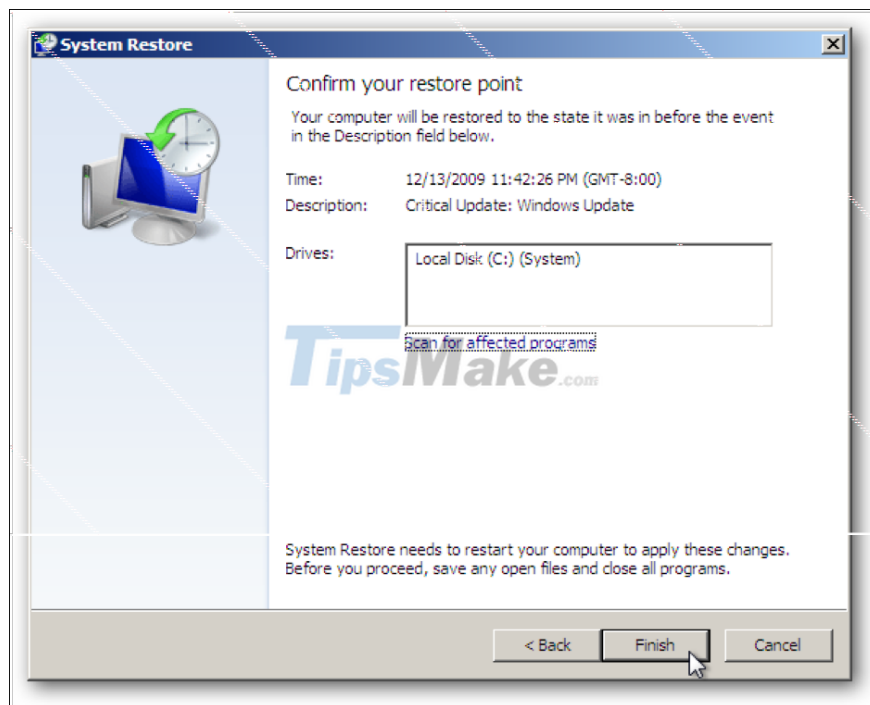 System Restore
Confirm your restore point
Your computer will be restored to the state it was in before the event
in the Description field below.
Time: 12/13/2009 11:42:26 PM (GMT-8:00)
Description: Critical Update: Windows Update
Drives: Local Disk (C:) (System)
Scan for affected programs
TipsMake.com
System Restore needs to restart your computer to apply these changes.
Before you proceed, save any open files and close all programs.
< Back Finish Cancel